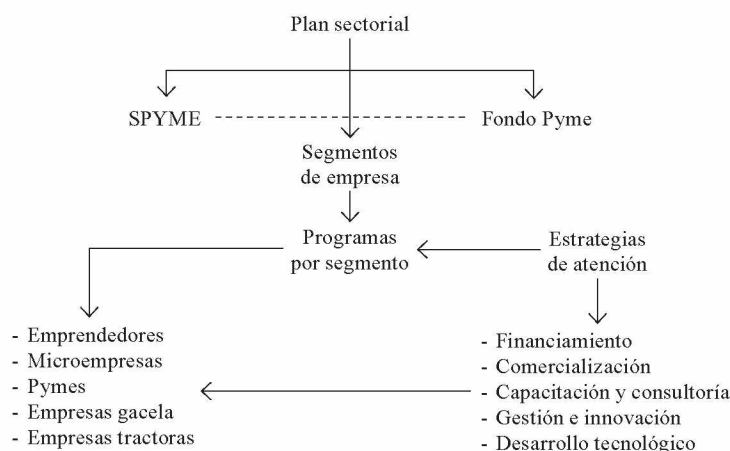 Plan sectorial
SPYME
Fondo Pyme
Segmentos
de empresa
Programas
por segmento
Estrategias
de atención
- Emprendedores
- Microempresas
- Pymes
- Empresas gacela
- Empresas tractoras
- Financiamiento
- Comercialización
- Capacitación y consultoría
- Gestión e innovación
- Desarrollo tecnológico